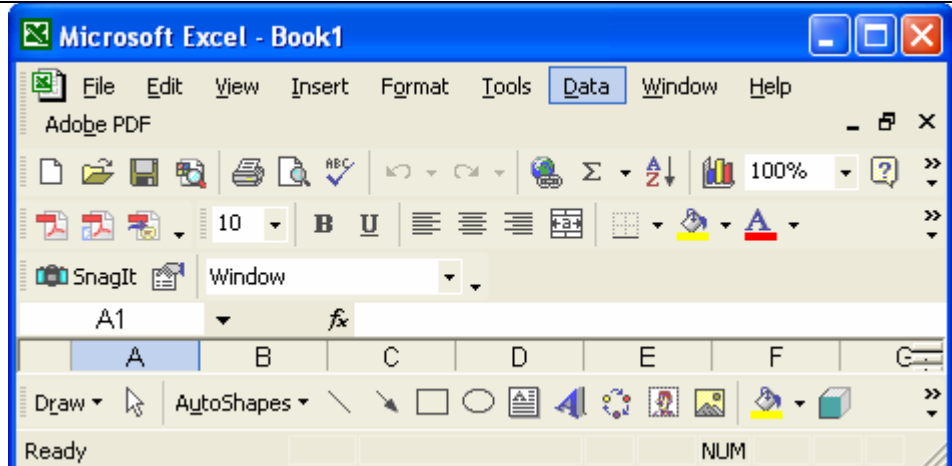 Microsoft Excel - Book1
File Edit View Insert Format Tools Data Window Help
Adobe PDF
ABC Σ A Z 100% ?
10 B U a A
SnagIt Window
A1 fx
A B C D E F G
Draw AutoShapes A
Ready NUM